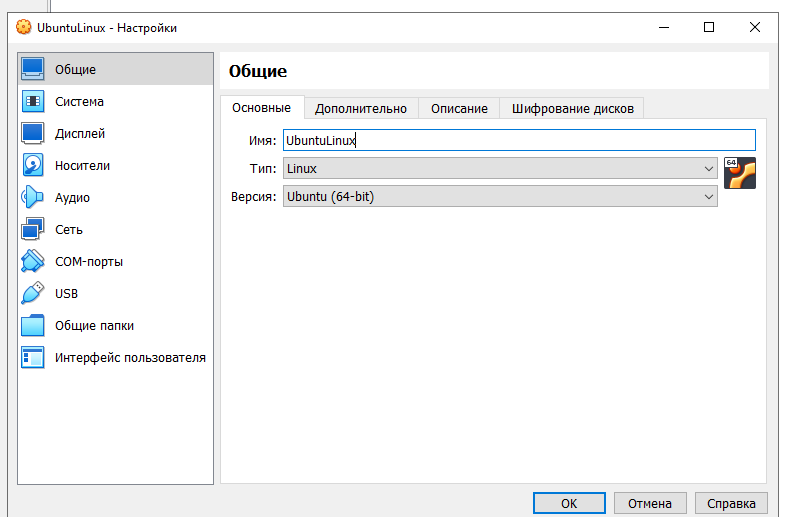 UbuntuLinux - Настройки
Общие
Система
Дисплей
Носители
Аудио
Сеть
COM-порты
USB
Общие папки
Интерфейс пользователя
Общие
Основные Дополнительно Описание Шифрование дисков
Имя: UbuntuLinux
Тип: Linux
64
Версия: Ubuntu (64-bit)
OK Отмена Справка